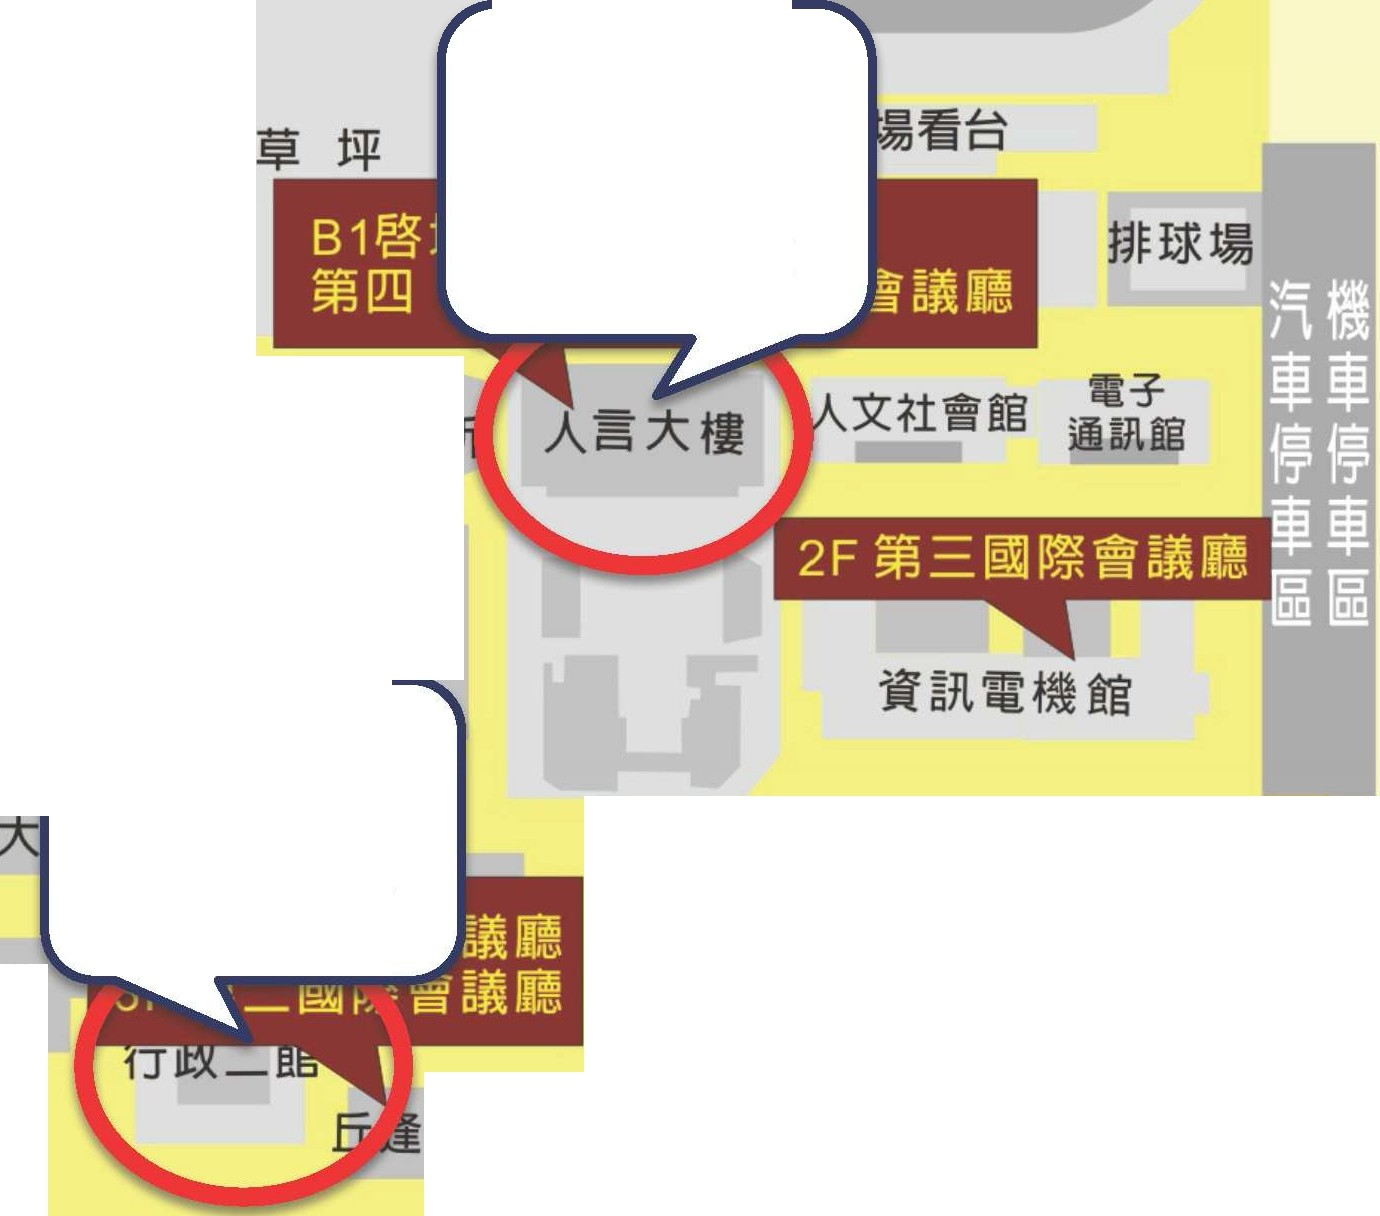 草 坪
場看台
B1啓
第四
會議廳
排球場
汽車停車區
機車停車區
人言大樓
人文社會館
電子
通訊館
2F 第三國際會議廳
資訊電機館
大
議廳
二國際會議廳
行政二館
丘逢